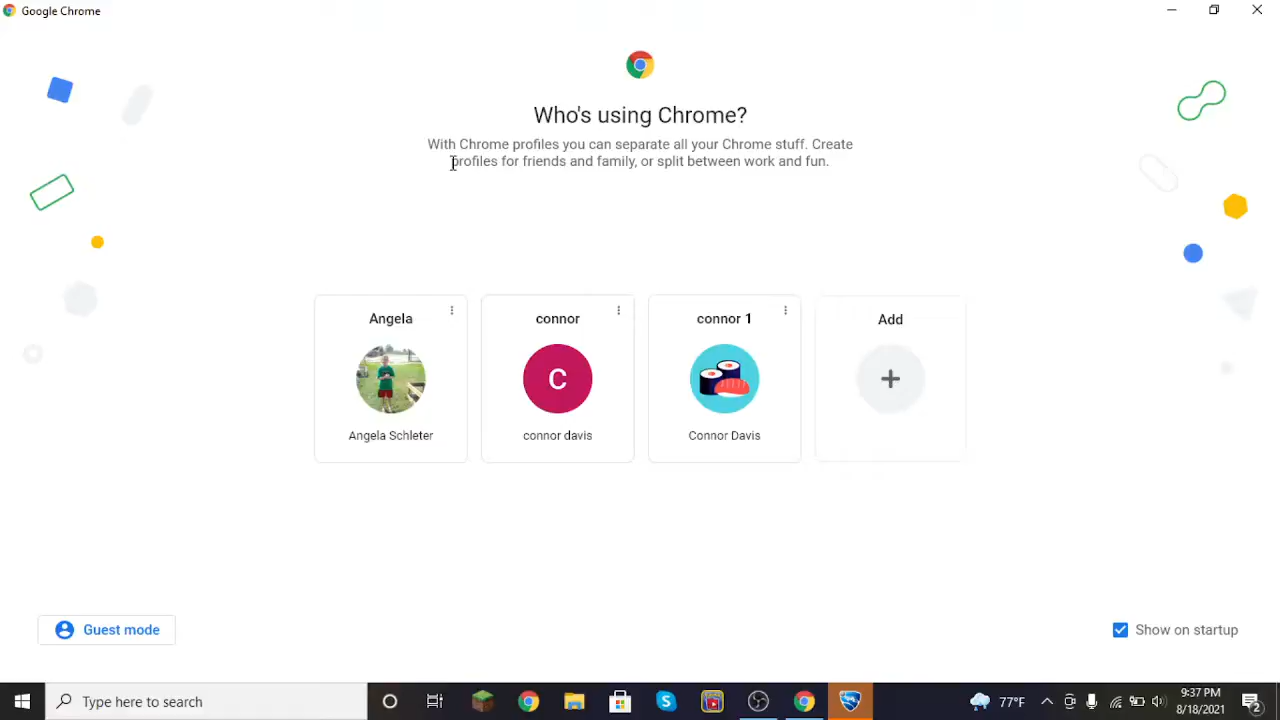 Google Chrome
Who's using Chrome?
With Chrome profiles you can separate all your Chrome stuff. Create
profiles for friends and family, or split between work and fun.
Angela
connor
connor 1
Add
C
Angela Schleter
connor davis
Connor Davis
Guest mode
Show on startup
Type here to search
77°F
9:37 PM
8/18/2021
2